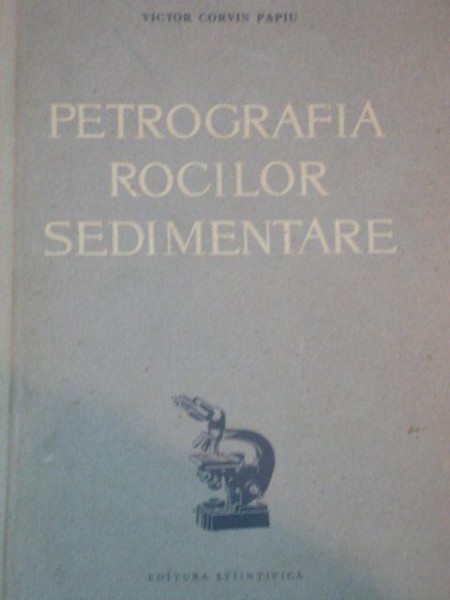 VICTOR CORVIN PAPIU
PETROGRAFIA
ROCILOR
SEDIMENTARE
EDITURA ŞTIINŢIFICĂ